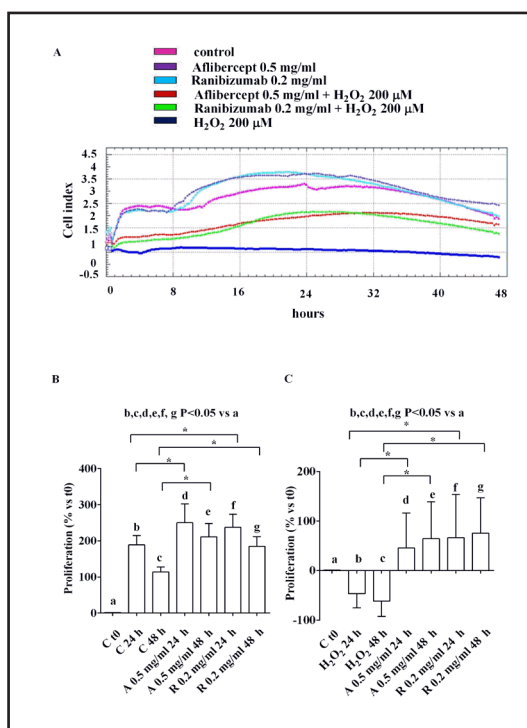 A
control
Aflibercept 0.5 mg/ml
Ranibizumab 0.2 mg/ml
Aflibercept 0.5 mg/ml + H₂O₂ 200 µM
Ranibizumab 0.2 mg/ml + H₂O₂ 200 µM
H₂O₂ 200 µM
Cell index
4.5
4
3.5
3
2.5
2
1.5
1
0
-0.5
0 8 16 24 32 40 48
hours
B
b,c,d,e,f, g P<0.05 vs a
*
*
*
*
Proliferation (% vs t0)
400
300
200
100
0
a b c d e f g
C t0
C 24 h
C 48 h
A 0.5 mg/ml 24 h
A 0.5 mg/ml 48 h
R 0.2 mg/ml 24 h
R 0.2 mg/ml 48 h
C
b,c,d,e,f,g P<0.05 vs a
*
*
*
*
Proliferation (% vs t0)
200
100
0
-100
a b c d e f g
C t0
H₂O₂ 24 h
H₂O₂ 48 h
A 0.5 mg/ml 24 h
A 0.5 mg/ml 48 h
R 0.2 mg/ml 24 h
R 0.2 mg/ml 48 h